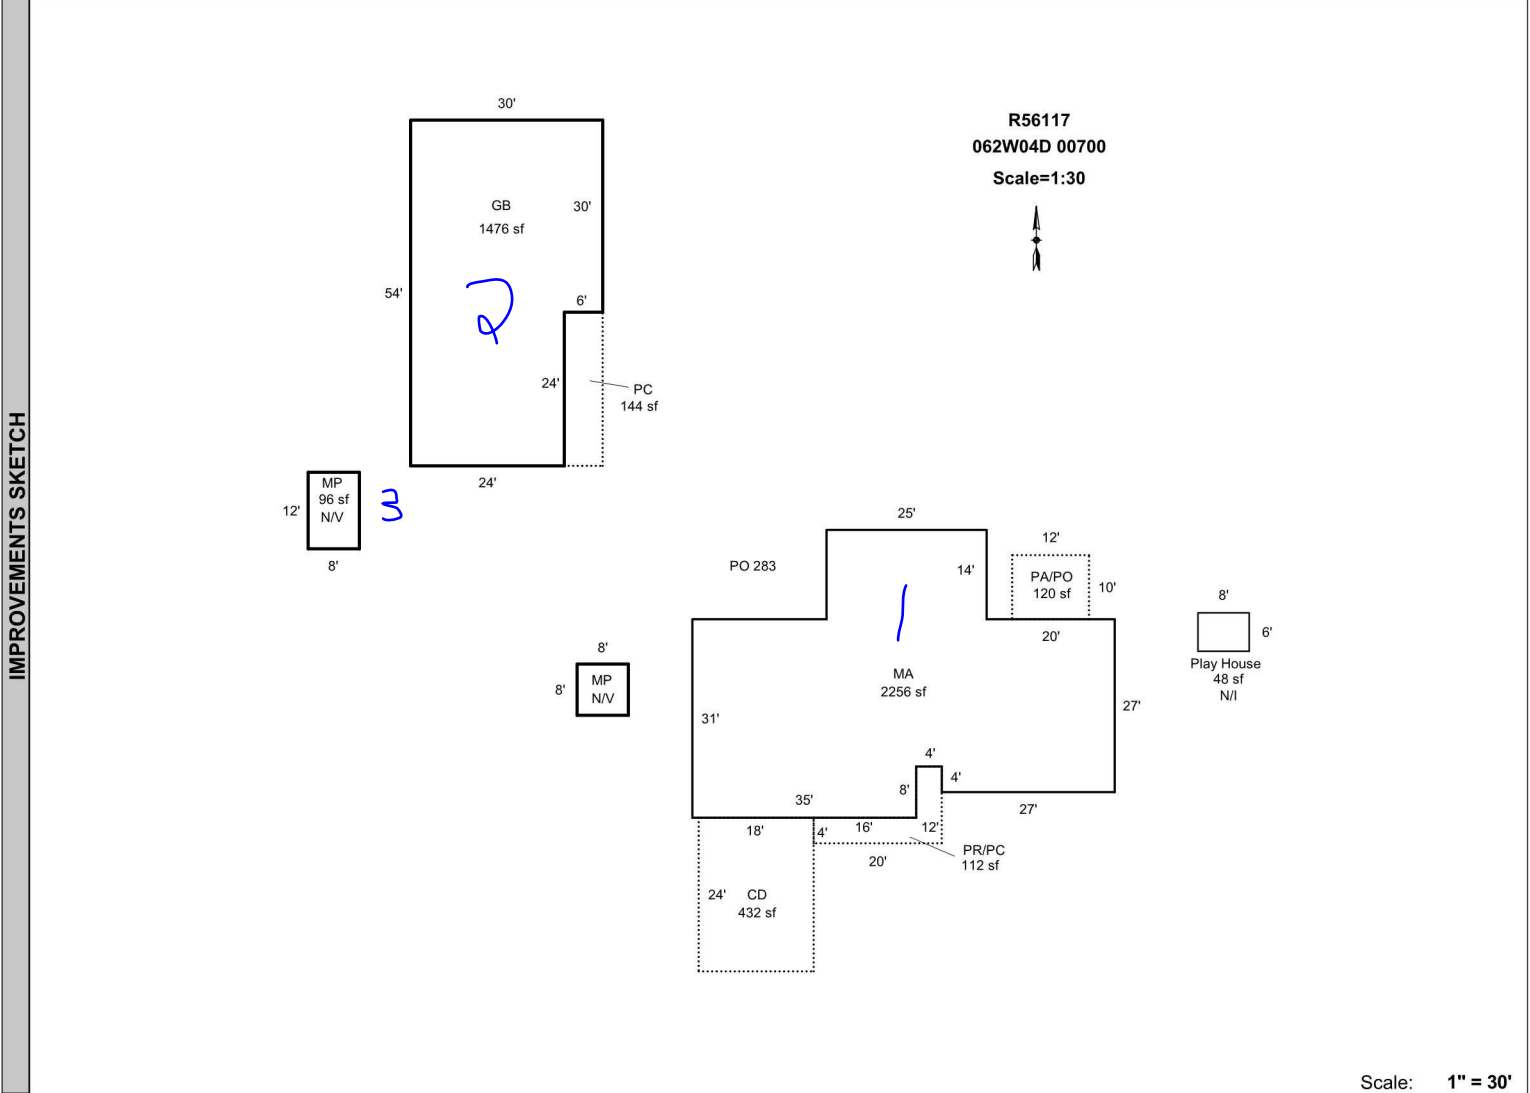 IMPROVEMENTS SKETCH
R56117
062W04D 00700
Scale=1:30
30'
GB
1476 sf
30'
54'
2
6'
24'
PC
144 sf
24'
MP
96 sf
N/V
12'
3
8'
25'
PO 283
14'
12'
PA/PO
120 sf
10'
20'
1
8'
6'
Play House
48 sf
N/I
8'
8'
MP
N/V
MA
2256 sf
31'
27'
4'
4'
8'
27'
35'
18'
4'
16'
12'
20'
PR/PC
112 sf
24'
CD
432 sf
Scale: 1" = 30'